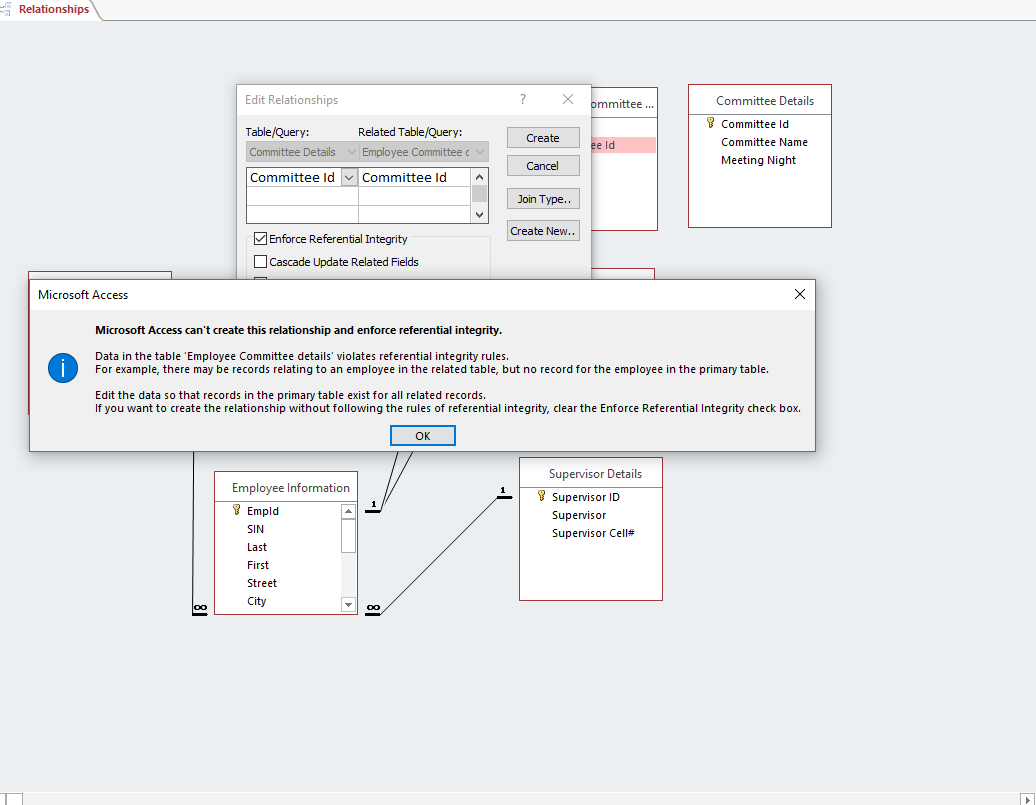 Relationships
Edit Relationships ?
Table/Query: Related Table/Query:
Committee Details Employee Committee d
Committee Id Committee Id
Create
Cancel
Join Type..
Create New..
Enforce Referential Integrity
Cascade Update Related Fields
ommittee ...
ee Id
Committee Details
Committee Id
Committee Name
Meeting Night
Microsoft Access
Microsoft Access can't create this relationship and enforce referential integrity.
Data in the table 'Employee Committee details' violates referential integrity rules.
For example, there may be records relating to an employee in the related table, but no record for the employee in the primary table.
Edit the data so that records in the primary table exist for all related records.
If you want to create the relationship without following the rules of referential integrity, clear the Enforce Referential Integrity check box.
OK
Employee Information
EmpId
SIN
Last
First
Street
City
1
∞
∞
1
Supervisor Details
Supervisor ID
Supervisor
Supervisor Cell#